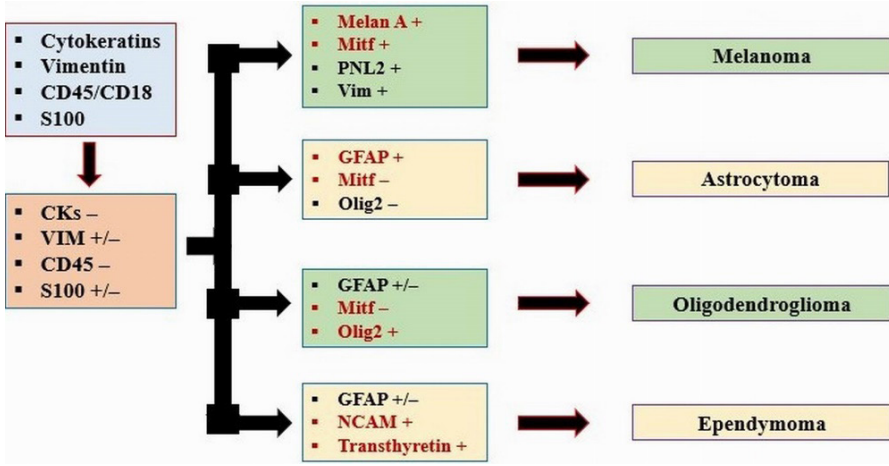 ▪ Cytokeratins
▪ Vimentin
▪ CD45/CD18
▪ S100
▪ CKs –
▪ VIM +/–
▪ CD45 –
▪ S100 +/–
▪ Melan A +
▪ Mitf +
▪ PNL2 +
▪ Vim +
Melanoma
▪ GFAP +
▪ Mitf –
▪ Olig2 –
Astrocytoma
▪ GFAP +/–
▪ Mitf –
▪ Olig2 +
Oligodendroglioma
▪ GFAP +/–
▪ NCAM +
▪ Transthyretin +
Ependymoma